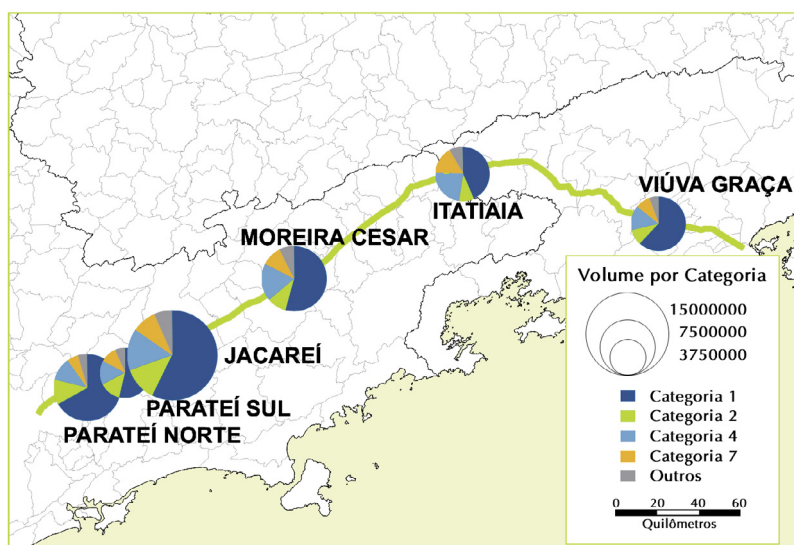 VIÚVA GRAÇA
ITATIAIA
MOREIRA CESAR
JACAREÍ
PARATEÍ SUL
PARATEÍ NORTE
Volume por Categoria
15000000
7500000
3750000
Categoria 1
Categoria 2
Categoria 4
Categoria 7
Outros
0 20 40 60
Quilômetros